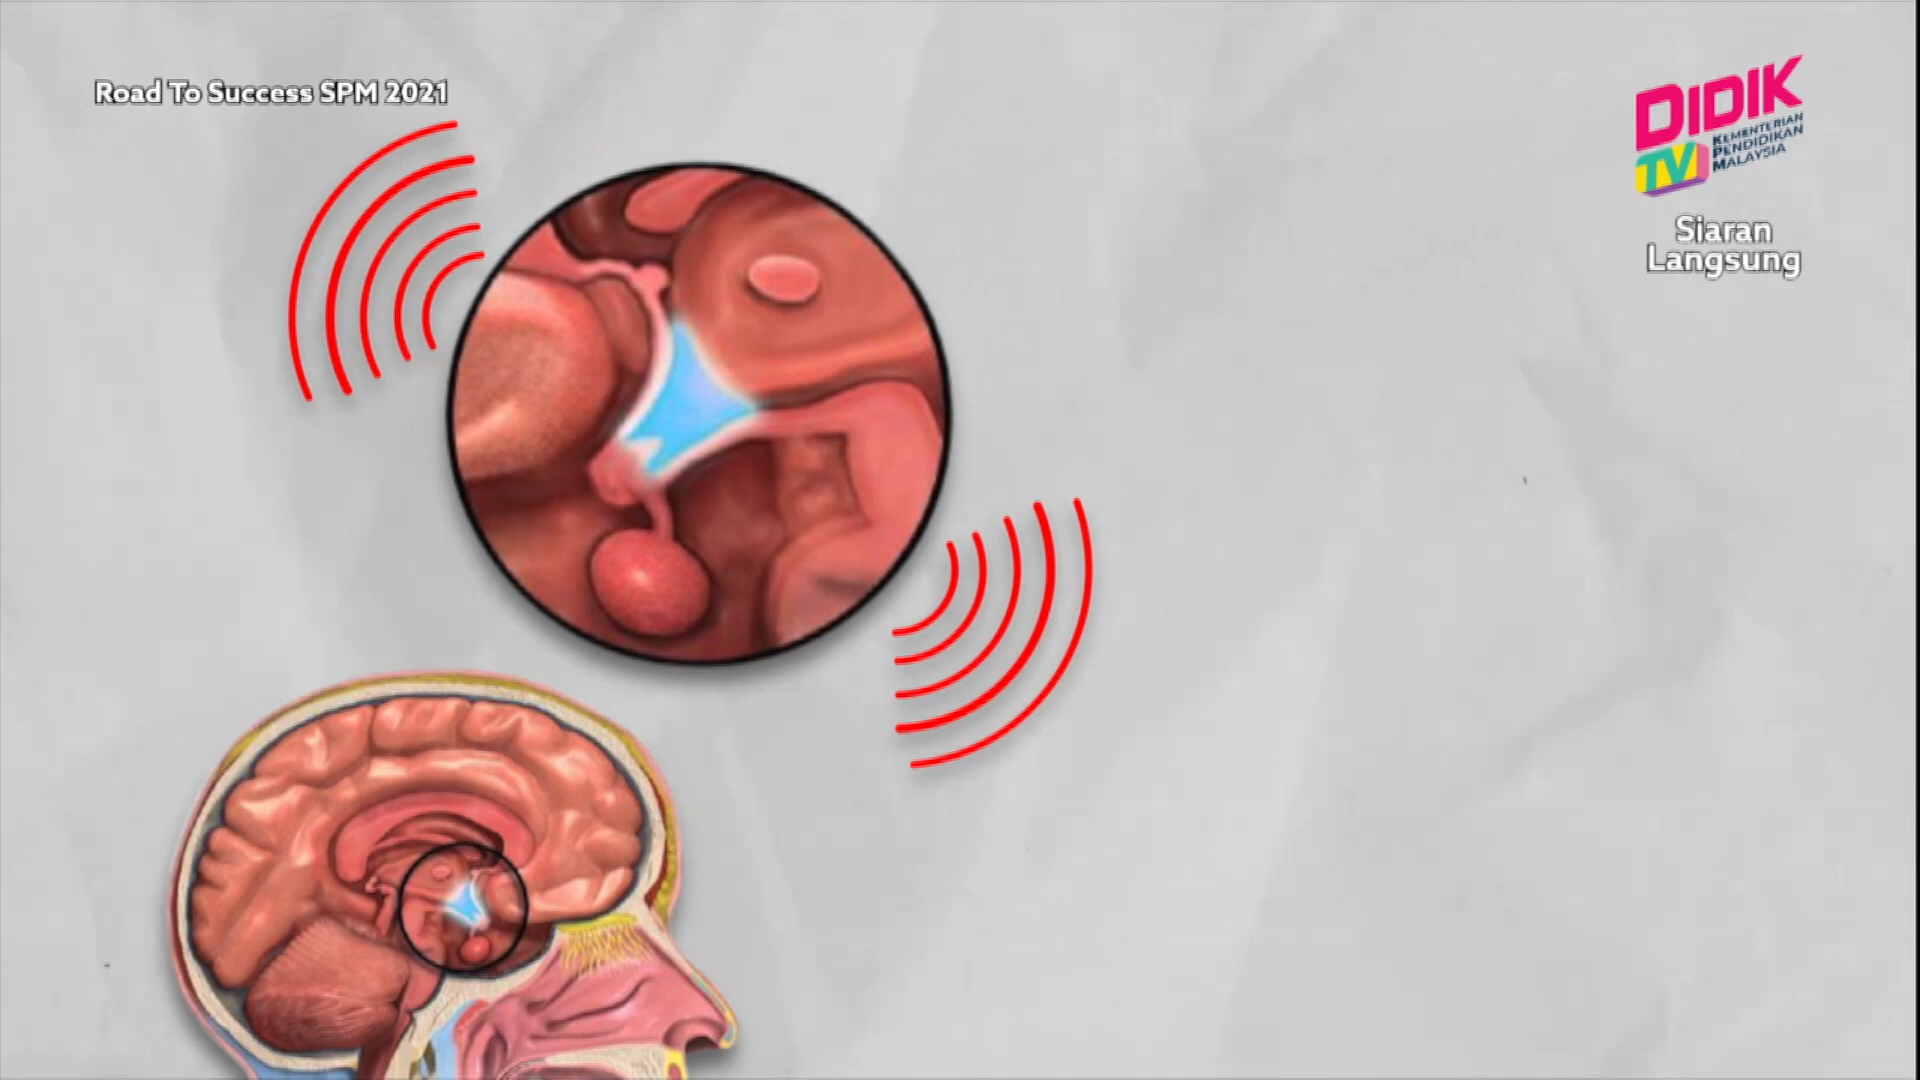 Road To Success SPM 2021
DIDIK
TV
KEMENTERIAN
PENDIDIKAN
MALAYSIA
Siaran
Langsung